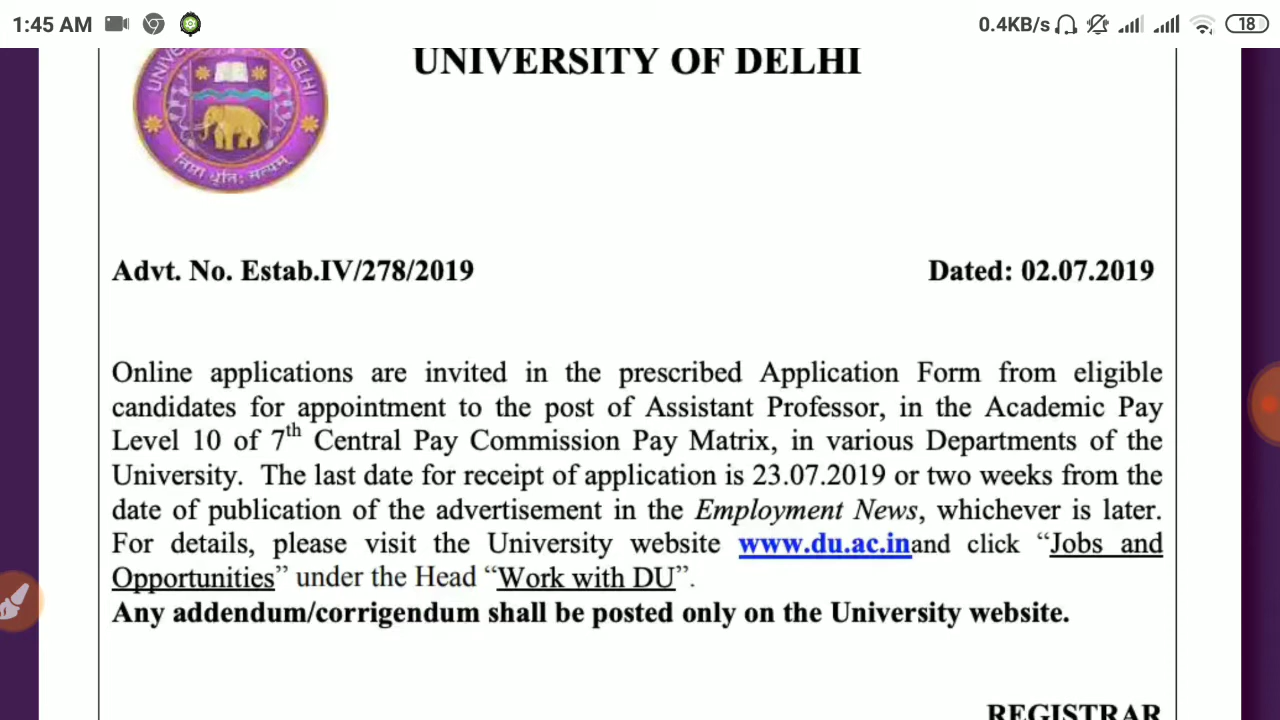 1:45 AM 0.4KB/s 18
UNIVERSITY OF DELHI
निष्ठा धृति: सत्यम्
Advt. No. Estab.IV/278/2019 Dated: 02.07.2019
Online applications are invited in the prescribed Application Form from eligible
candidates for appointment to the post of Assistant Professor, in the Academic Pay
Level 10 of 7th Central Pay Commission Pay Matrix, in various Departments of the
University. The last date for receipt of application is 23.07.2019 or two weeks from the
date of publication of the advertisement in the Employment News, whichever is later.
For details, please visit the University website www.du.ac.inand click “Jobs and
Opportunities” under the Head “Work with DU”.
Any addendum/corrigendum shall be posted only on the University website.
REGISTRAR